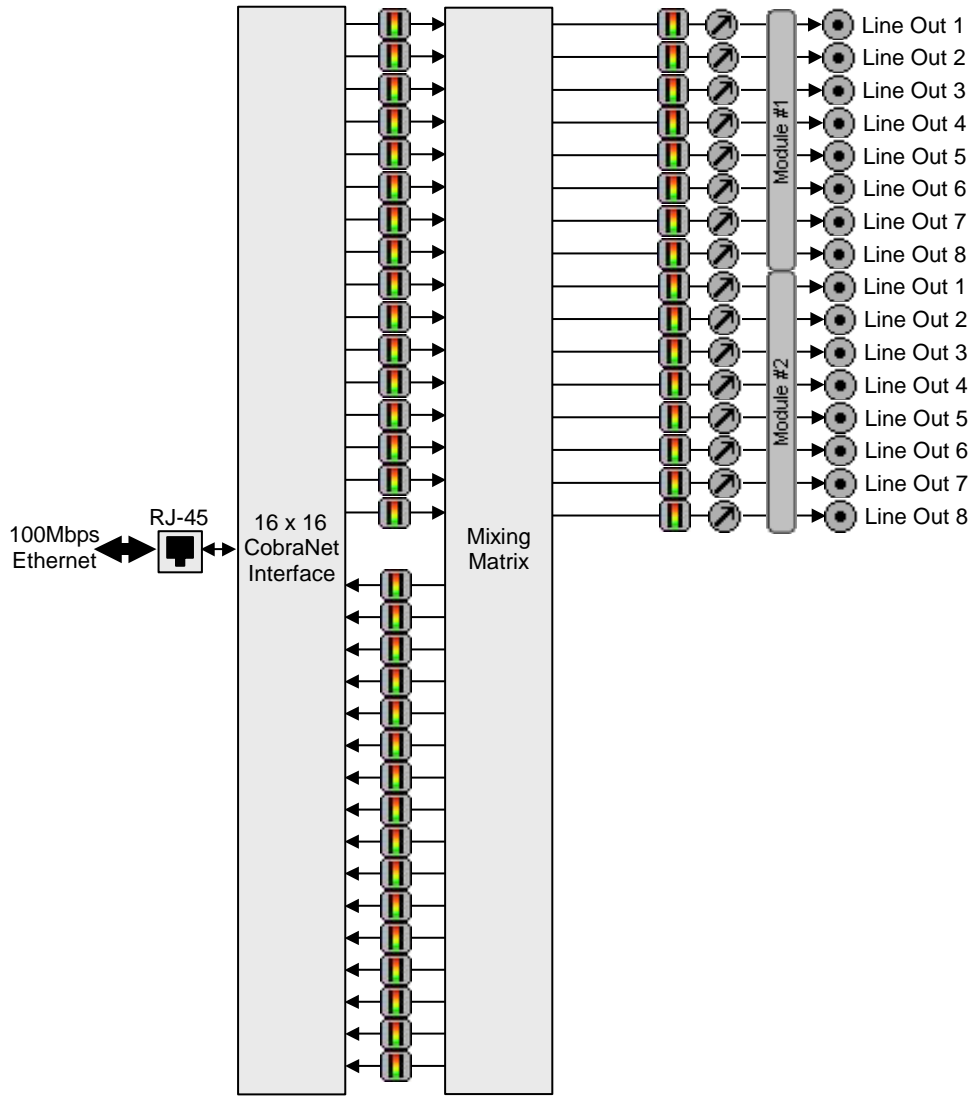 Line Out 1
Line Out 2
Line Out 3
Line Out 4
Line Out 5
Line Out 6
Line Out 7
Line Out 8
Module #1
Line Out 1
Line Out 2
Line Out 3
Line Out 4
Line Out 5
Line Out 6
Line Out 7
Line Out 8
Module #2
100Mbps
Ethernet
RJ-45
16 x 16
CobraNet
Interface
Mixing
Matrix